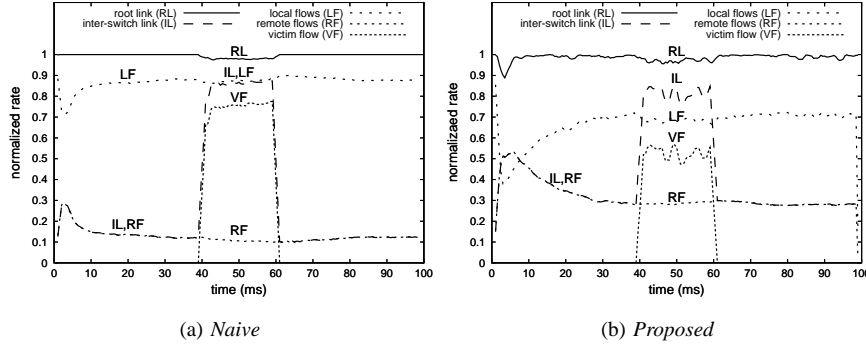 root link (RL)
inter-switch link (IL)
local flows (LF)
remote flows (RF)
victim flow (VF)
normalized rate
1
0.9
0.8
0.7
0.6
0.5
0.4
0.3
0.2
0.1
0
RL
LF
IL,LF
VF
IL,RF
RF
0 10 20 30 40 50 60 70 80 90 100
time (ms)
(a) Naive
root link (RL)
inter-switch link (IL)
local flows (LF)
remote flows (RF)
victim flow (VF)
normalizaed rate
1
0.9
0.8
0.7
0.6
0.5
0.4
0.3
0.2
0.1
0
RL
IL
LF
VF
IL,RF
RF
0 10 20 30 40 50 60 70 80 90 100
time (ms)
(b) Proposed